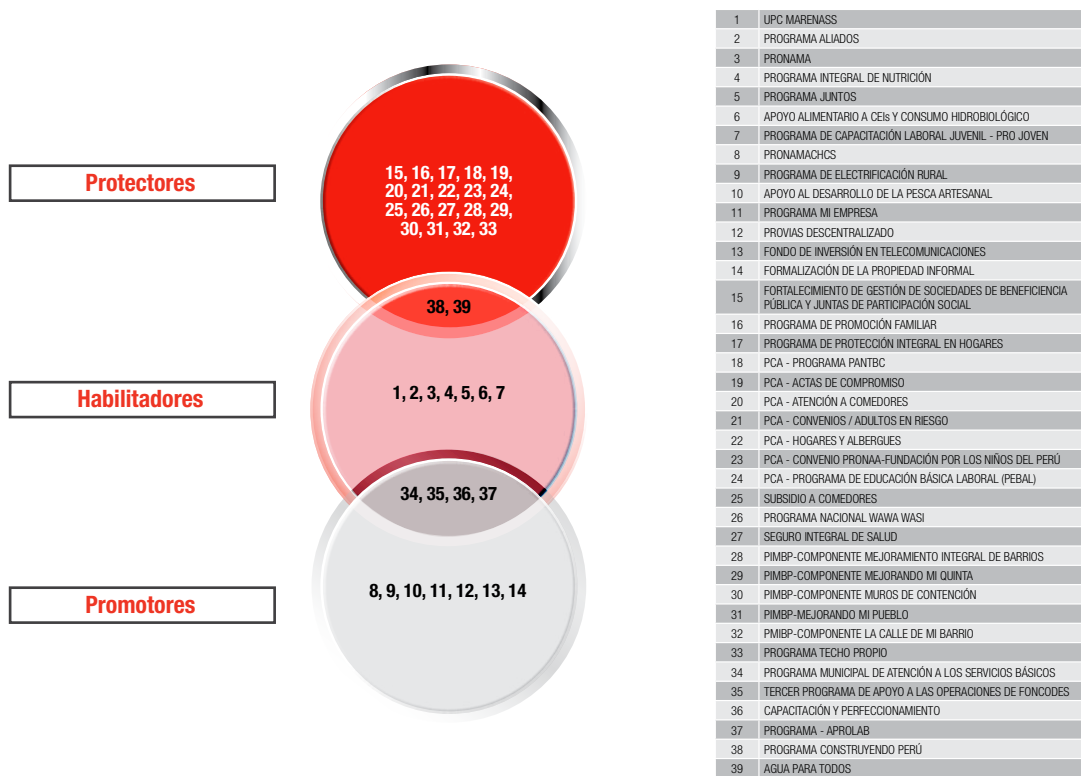 Protectores
15, 16, 17, 18, 19,
20, 21, 22, 23, 24,
25, 26, 27, 28, 29,
30, 31, 32, 33
38, 39
Habilitadores
1, 2, 3, 4, 5, 6, 7
34, 35, 36, 37
Promotores
8, 9, 10, 11, 12, 13, 14
1 UPC MARENASS
2 PROGRAMA ALIADOS
3 PRONAMA
4 PROGRAMA INTEGRAL DE NUTRICIÓN
5 PROGRAMA JUNTOS
6 APOYO ALIMENTARIO A CEIs Y CONSUMO HIDROBIOLÓGICO
7 PROGRAMA DE CAPACITACIÓN LABORAL JUVENIL - PRO JOVEN
8 PRONAMACHCS
9 PROGRAMA DE ELECTRIFICACIÓN RURAL
10 APOYO AL DESARROLLO DE LA PESCA ARTESANAL
11 PROGRAMA MI EMPRESA
12 PROVIAS DESCENTRALIZADO
13 FONDO DE INVERSIÓN EN TELECOMUNICACIONES
14 FORMALIZACIÓN DE LA PROPIEDAD INFORMAL
15 FORTALECIMIENTO DE GESTIÓN DE SOCIEDADES DE BENEFICIENCIA
PÚBLICA Y JUNTAS DE PARTICIPACIÓN SOCIAL
16 PROGRAMA DE PROMOCIÓN FAMILIAR
17 PROGRAMA DE PROTECCIÓN INTEGRAL EN HOGARES
18 PCA - PROGRAMA PANTBC
19 PCA - ACTAS DE COMPROMISO
20 PCA - ATENCIÓN A COMEDORES
21 PCA - CONVENIOS / ADULTOS EN RIESGO
22 PCA - HOGARES Y ALBERGUES
23 PCA - CONVENIO PRONAA-FUNDACIÓN POR LOS NIÑOS DEL PERÚ
24 PCA - PROGRAMA DE EDUCACIÓN BÁSICA LABORAL (PEBAL)
25 SUBSIDIO A COMEDORES
26 PROGRAMA NACIONAL WAWA WASI
27 SEGURO INTEGRAL DE SALUD
28 PIMBP-COMPONENTE MEJORAMIENTO INTEGRAL DE BARRIOS
29 PIMBP-COMPONENTE MEJORANDO MI QUINTA
30 PIMBP-COMPONENTE MUROS DE CONTENCIÓN
31 PIMBP-MEJORANDO MI PUEBLO
32 PMIBP-COMPONENTE LA CALLE DE MI BARRIO
33 PROGRAMA TECHO PROPIO
34 PROGRAMA MUNICIPAL DE ATENCIÓN A LOS SERVICIOS BÁSICOS
35 TERCER PROGRAMA DE APOYO A LAS OPERACIONES DE FONCODES
36 CAPACITACIÓN Y PERFECCIONAMIENTO
37 PROGRAMA - APROLAB
38 PROGRAMA CONSTRUYENDO PERÚ
39 AGUA PARA TODOS